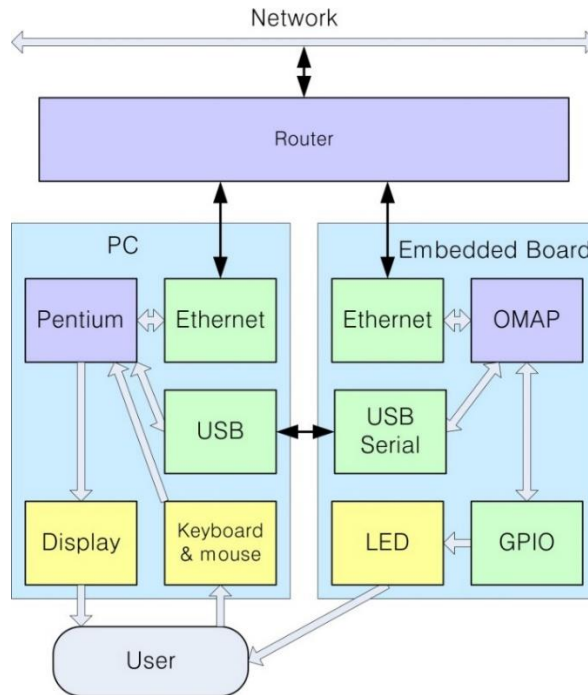 Network
Router
PC
Embedded Board
Pentium
Ethernet
Ethernet
OMAP
USB
USB
Serial
Display
Keyboard
& mouse
LED
GPIO
User